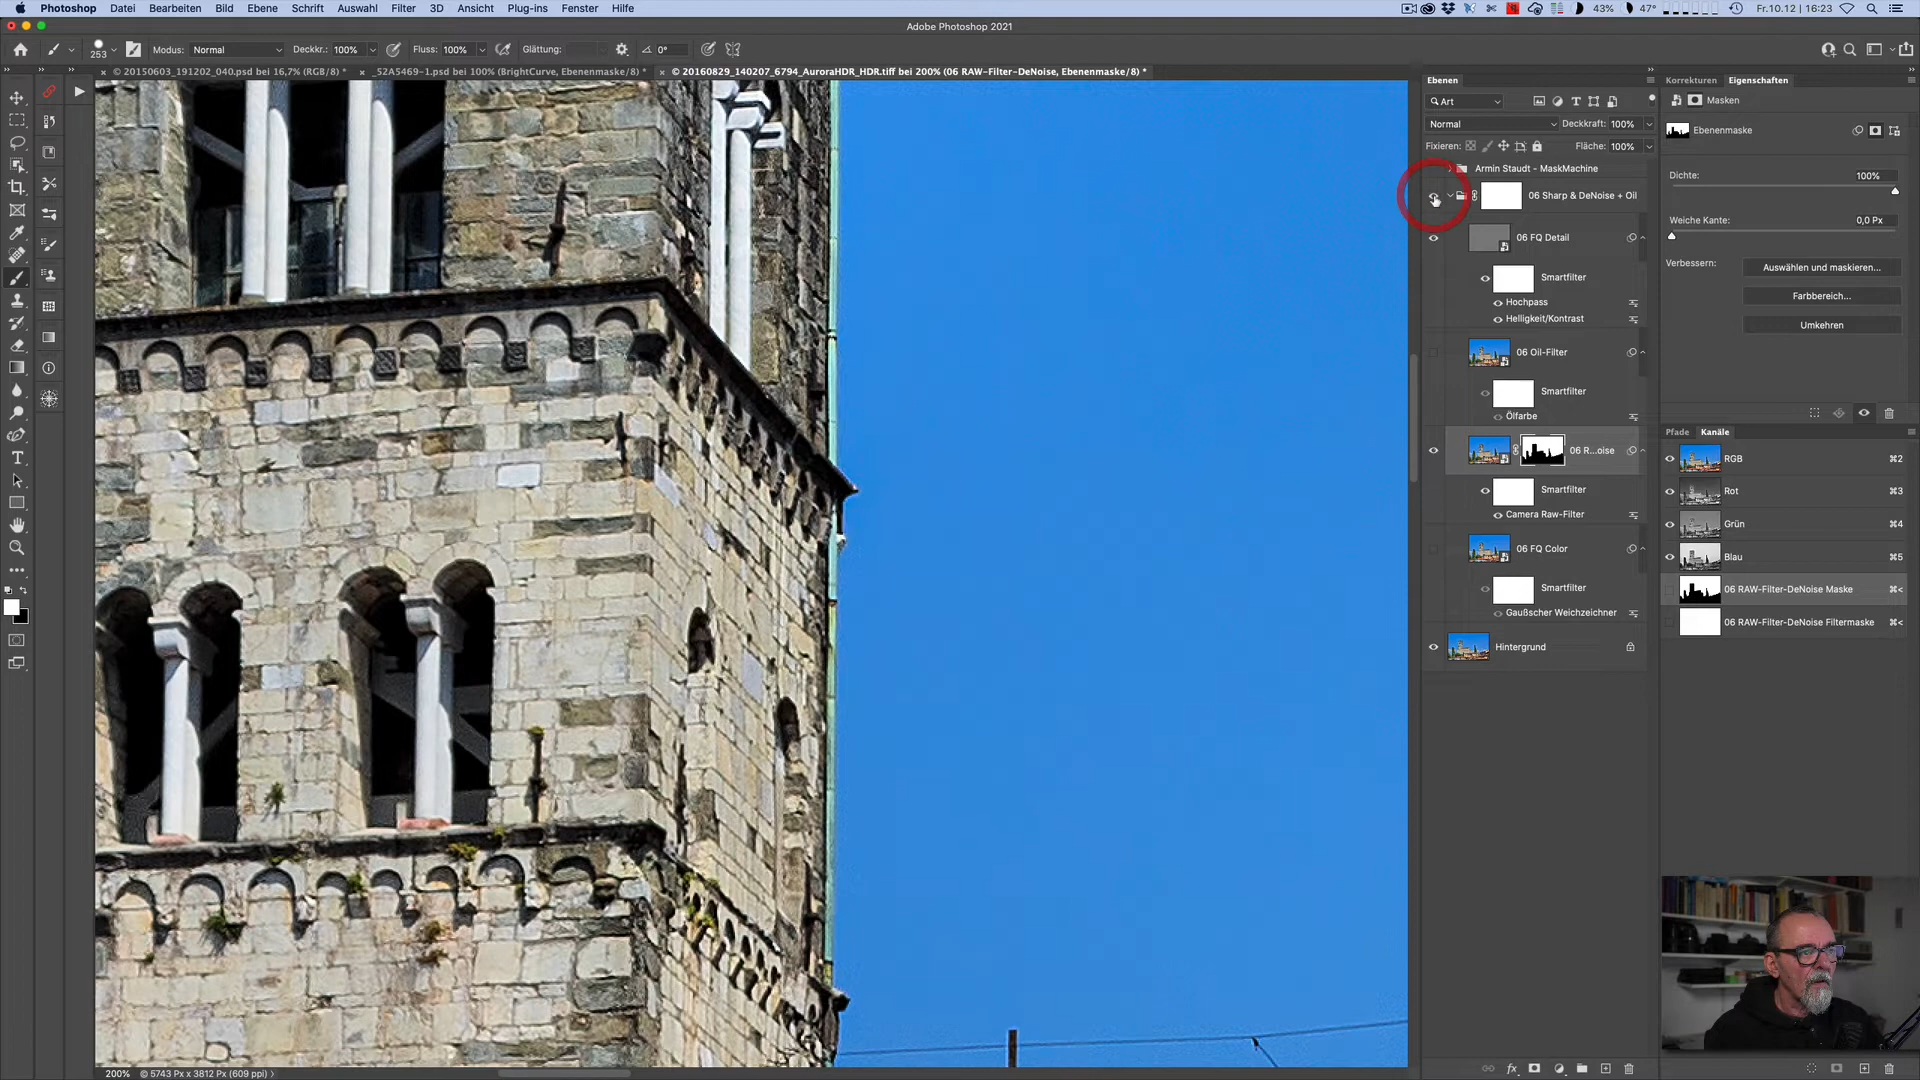 Photoshop Datei Bearbeiten Bild Ebene Schrift Auswahl Filter 3D Ansicht Plug-ins Fenster Hilfe 43% 47° Fr.10.12 16:23
Adobe Photoshop 2021
253 Modus: Normal Deckkr.: 100% Fluss: 100% Glättung: 0°
© 20150603_191202_040.psd bei 16,7% (RGB/8) *
_52A5469-1.psd bei 100% (BrightCurve, Ebenenmaske/8) *
© 20160829_140207_6794_AuroraHDR_HDR.tiff bei 200% (06 RAW-Filter-DeNoise, Ebenenmaske/8) *
Ebenen
Art
Normal Deckkraft: 100%
Fixieren: Fläche: 100%
Armin Staudt - MaskMachine
06 Sharp & DeNoise + Oil
06 FQ Detail
Smartfilter
Hochpass
Helligkeit/Kontrast
06 Oil-Filter
Smartfilter
Ölfarbe
06 R...oise
Smartfilter
Camera Raw-Filter
06 FQ Color
Smartfilter
Gaußscher Weichzeichner
Hintergrund
Korrekturen Eigenschaften
Masken
Ebenenmaske
Dichte: 100%
Weiche Kante: 0,0 Px
Verbessern: Auswählen und maskieren...
Farbbereich...
Umkehren
Pfade Kanäle
RGB ⌘2
Rot ⌘3
Grün ⌘4
Blau ⌘5
06 RAW-Filter-DeNoise Maske ⌘<
06 RAW-Filter-DeNoise Filtermaske ⌘<
fx
200% © 5743 Px x 3812 Px (609 ppi)